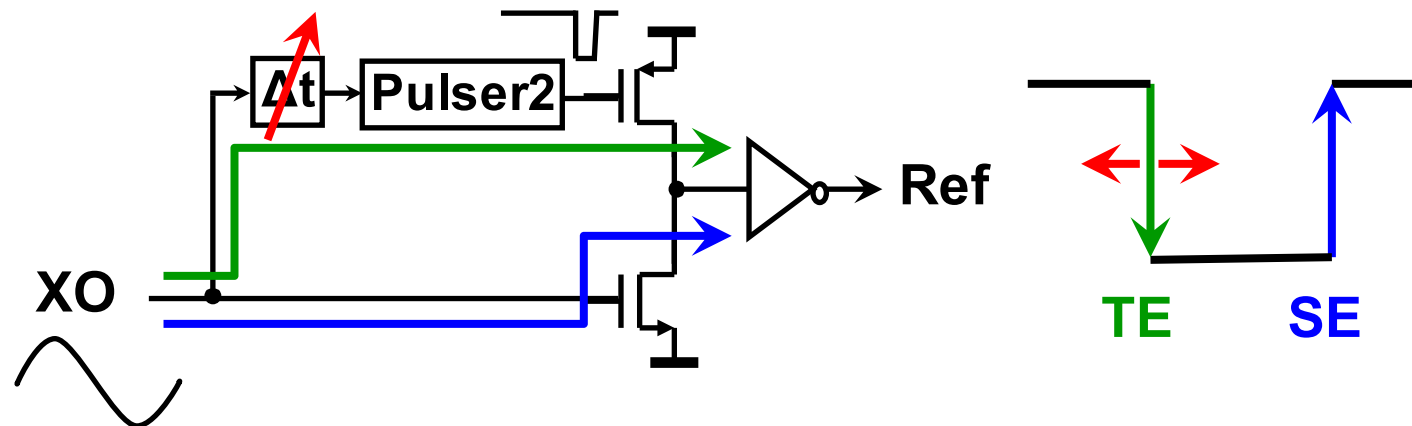 Δt
Pulser2
Ref
XO
TE
SE